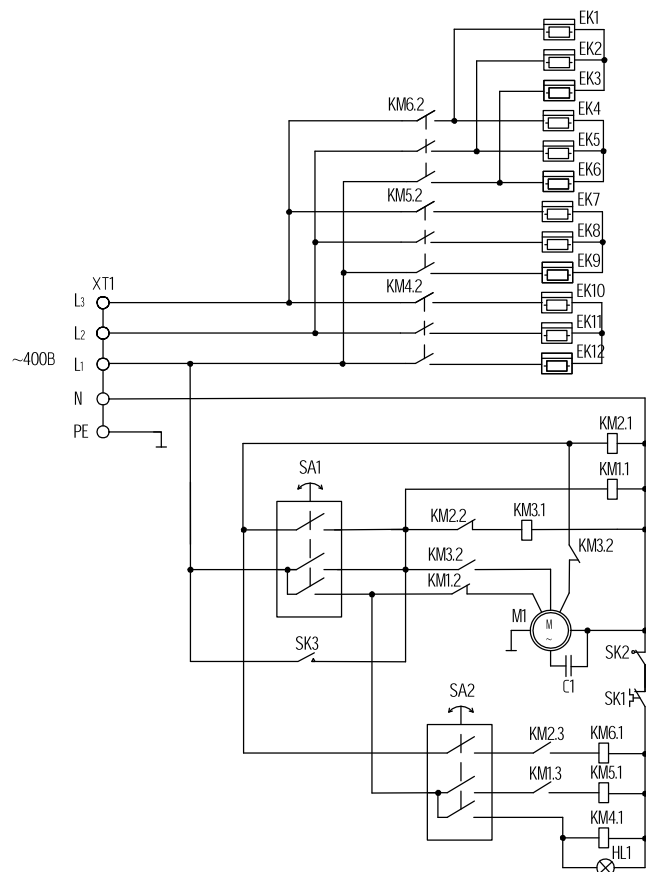 EK1
EK2
EK3
KM6.2
EK4
EK5
EK6
KM5.2
EK7
EK8
EK9
XT1
KM4.2
L3
EK10
L2
EK11
~400В
L1
EK12
N
PE
KM2.1
SA1
KM1.1
KM2.2
KM3.1
KM3.2
KM3.2
KM1.2
M1
M
~
SK3
SK2
C1
SA2
SK1
KM2.3
KM6.1
KM1.3
KM5.1
KM4.1
HL1